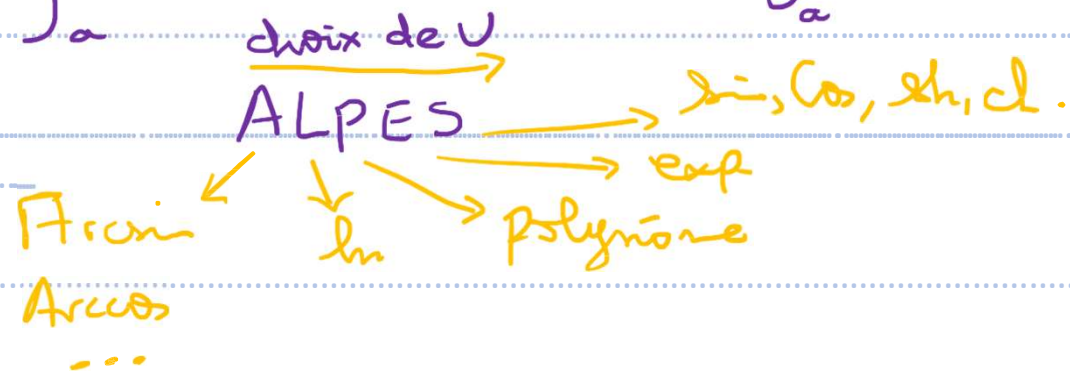 a a
choix de U
ALPES
sin, Cos, sh, ch.
exp
Arcsin ln polynôme
Arccos
...